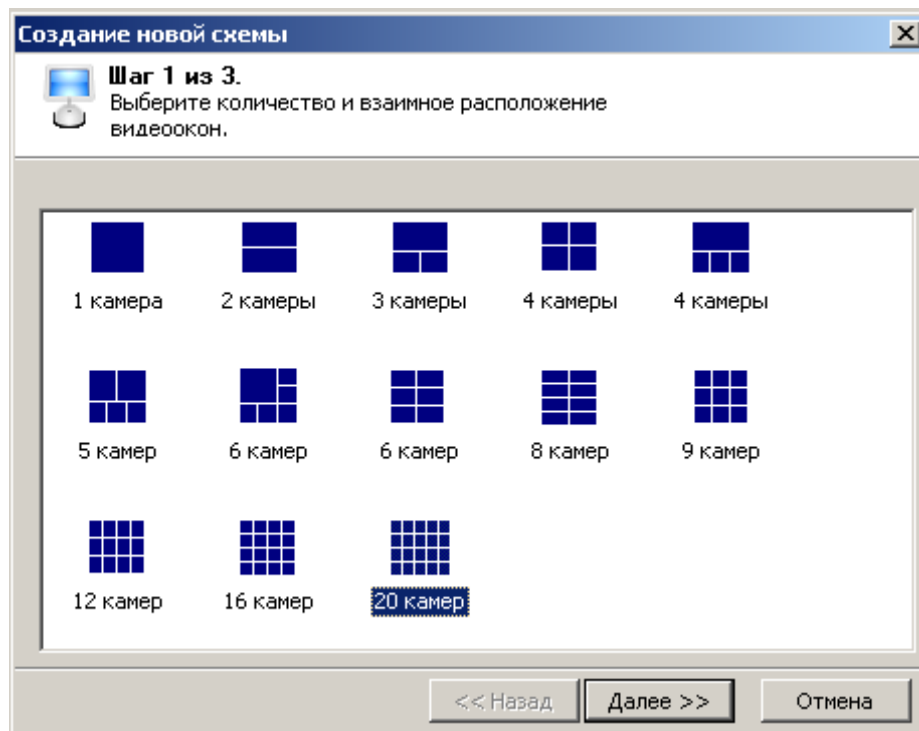 Создание новой схемы
Шаг 1 из 3.
Выберите количество и взаимное расположение
видеоокон.
1 камера 2 камеры 3 камеры 4 камеры 4 камеры
5 камер 6 камер 6 камер 8 камер 9 камер
12 камер 16 камер 20 камер
<< Назад Далее >> Отмена